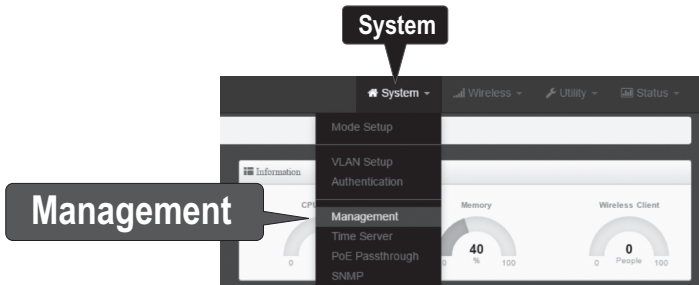 System
System
Wireless
Utility
Status
Mode Setup
VLAN Setup
Authentication
Information
Management
Management
Time Server
PoE Passthrough
SNMP
CPU
0
Memory
40
%
0
100
Wireless Client
0
People
0
100